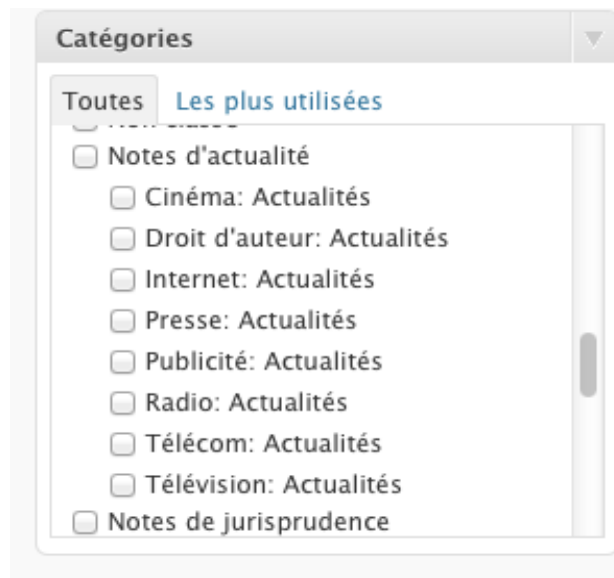 Catégories
Toutes Les plus utilisées
Notes d'actualité
Cinéma: Actualités
Droit d'auteur: Actualités
Internet: Actualités
Presse: Actualités
Publicité: Actualités
Radio: Actualités
Télécom: Actualités
Télévision: Actualités
Notes de jurisprudence